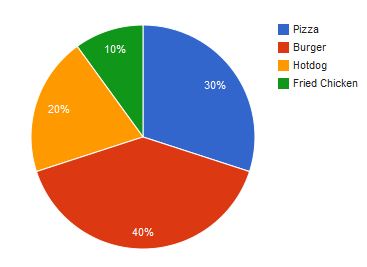 10%
Pizza
Burger
Hotdog
Fried Chicken
30%
20%
40%